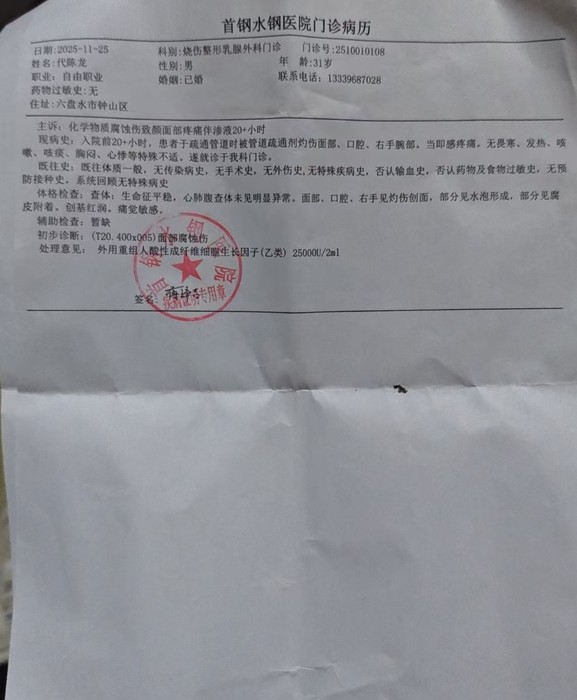 首钢水钢医院门诊病历
日期:2025-11-25 科别:烧伤整形乳腺外科门诊 门诊号:2510010108
姓名:代陈龙 性别:男 年 龄:31岁
职业: 自由职业 婚姻:已婚 联系电话:13339687028
药物过敏史:无
住址: 六盘水市钟山区
主诉: 化学物质腐蚀伤致颜面部疼痛伴渗液20+小时
现病史: 入院前20+小时, 患者于疏通管道时被管道疏通剂灼伤面部、口腔、右手腕部。当即感疼痛。无畏寒、发热、咳
嗽、咳痰、胸闷、心悸等特殊不适。遂就诊于我科门诊。
既往史: 既往体质一般, 无传染病史, 无手术史, 无外伤史, 无特殊疾病史, 否认输血史, 否认药物及食物过敏史, 无预
防接种史, 系统回顾无特殊病史
体格检查: 查体: 生命征平稳, 心肺腹查体未见明显异常。面部、口腔、右手见灼伤创面, 部分见水泡形成, 部分见腐
皮附着。创基红润。痛觉敏感。
辅助检查: 暂缺
初步诊断: (T20.400x005)面部腐蚀伤
处理意见: 外用重组人酸性成纤维细胞生长因子(乙类) 25000U/2ml
首钢水钢医院
疾病证明专用章
签名: